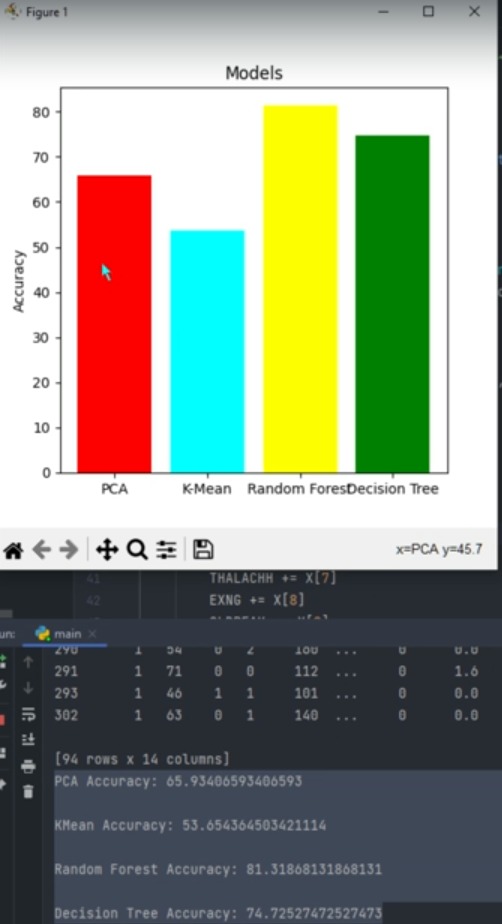 Figure 1
Models
80
70
60
50
40
30
20
10
0
Accuracy
PCA K-Mean Random Forest Decision Tree
x=PCA y=45.7
41 THALACHH += X[7]
42 EXNG += X[8]
un: main
290 1 54 0 2 160 ... 0 0.0
291 1 71 0 0 112 ... 0 1.6
293 1 46 1 1 101 ... 0 0.0
302 1 63 0 1 140 ... 0 0.0
[94 rows x 14 columns]
PCA Accuracy: 65.93406593406593
KMean Accuracy: 53.654364503421114
Random Forest Accuracy: 81.31868131868131
Decision Tree Accuracy: 74.72527472527473